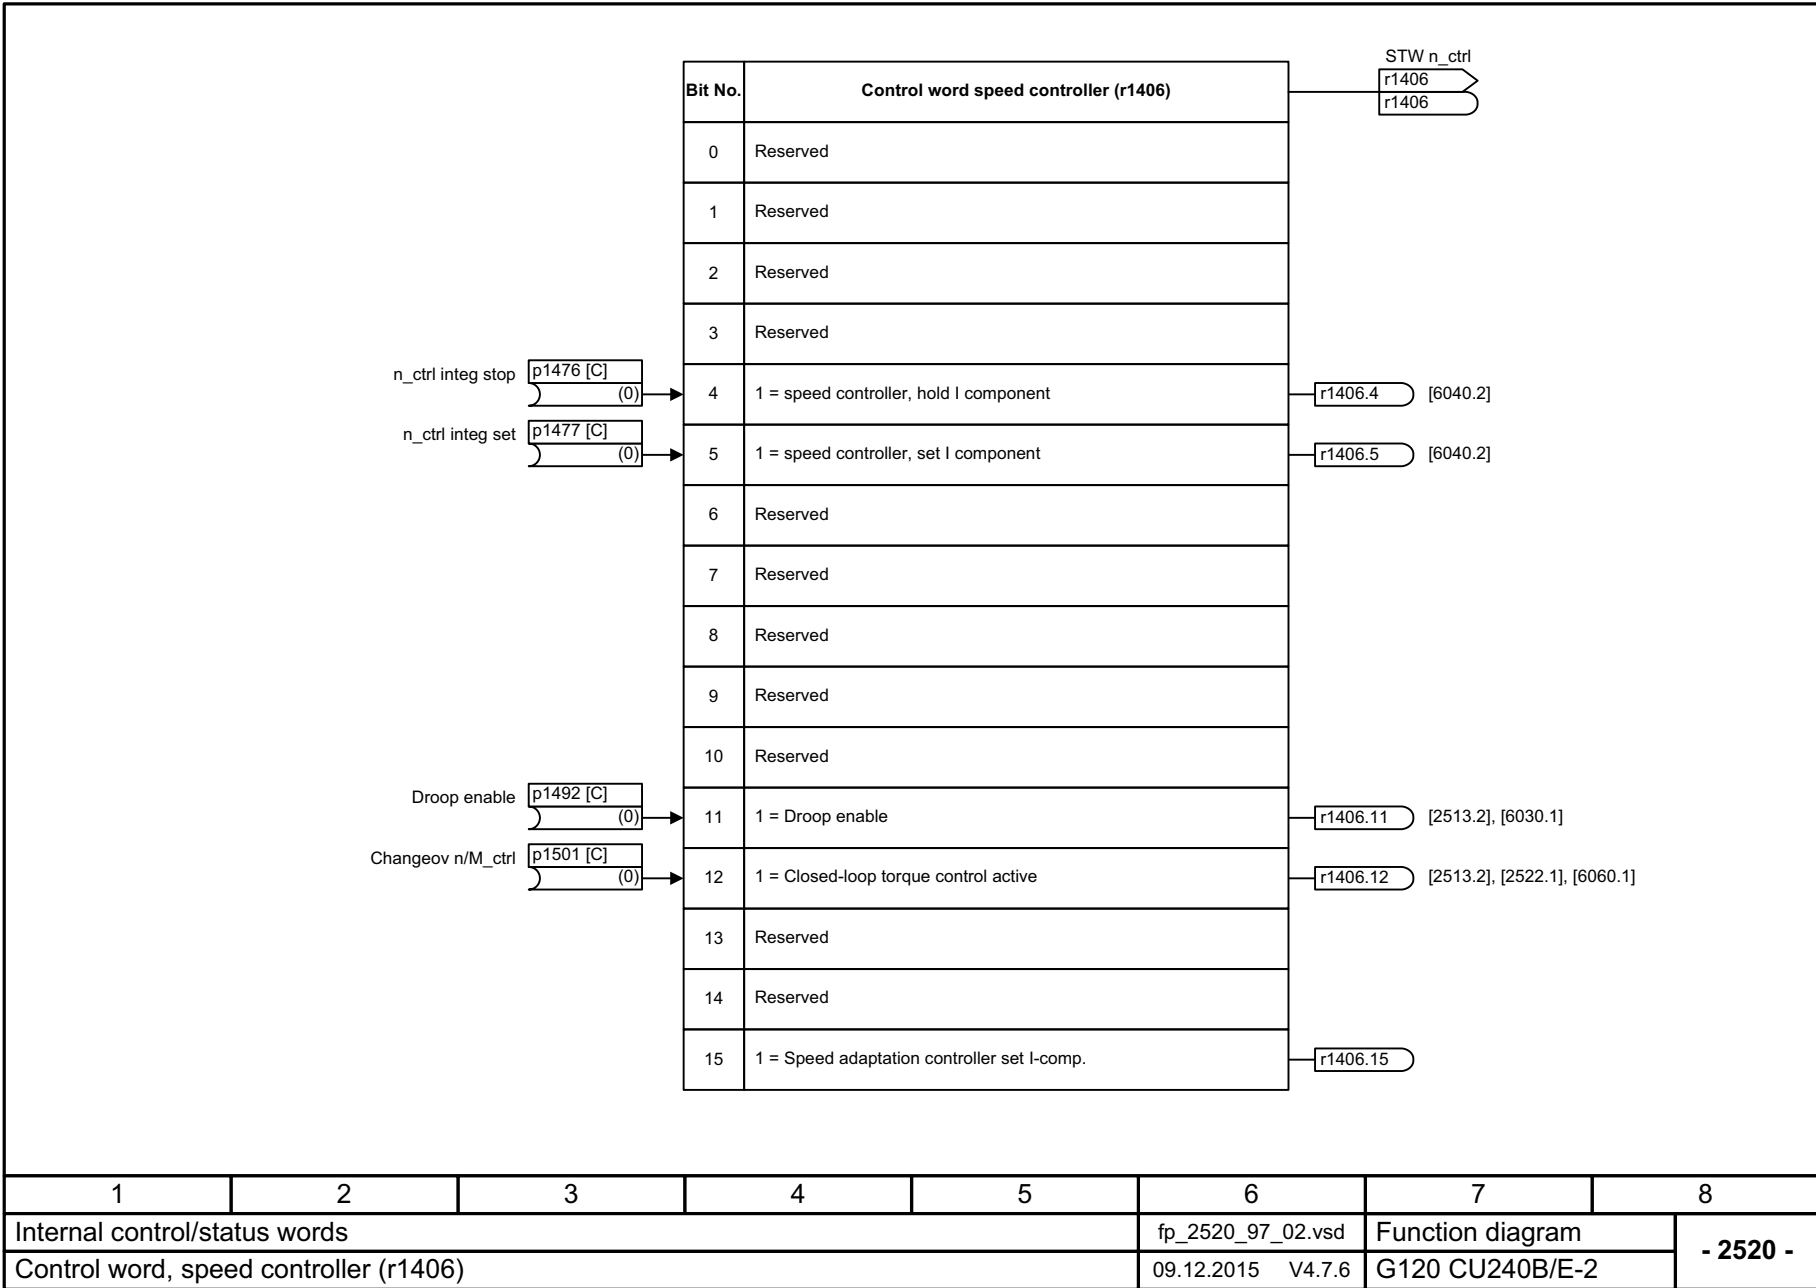 STW n_ctrl
r1406
r1406
Bit No. Control word speed controller (r1406)
0 Reserved
1 Reserved
2 Reserved
3 Reserved
n_ctrl integ stop p1476 [C]
(0) 4 1 = speed controller, hold I component r1406.4 [6040.2]
n_ctrl integ set p1477 [C]
(0) 5 1 = speed controller, set I component r1406.5 [6040.2]
6 Reserved
7 Reserved
8 Reserved
9 Reserved
10 Reserved
Droop enable p1492 [C]
(0) 11 1 = Droop enable r1406.11 [2513.2], [6030.1]
Changeov n/M_ctrl p1501 [C]
(0) 12 1 = Closed-loop torque control active r1406.12 [2513.2], [2522.1], [6060.1]
13 Reserved
14 Reserved
15 1 = Speed adaptation controller set I-comp. r1406.15
1 2 3 4 5 6 7 8
Internal control/status words fp_2520_97_02.vsd Function diagram
- 2520 -
Control word, speed controller (r1406) 09.12.2015 V4.7.6 G120 CU240B/E-2